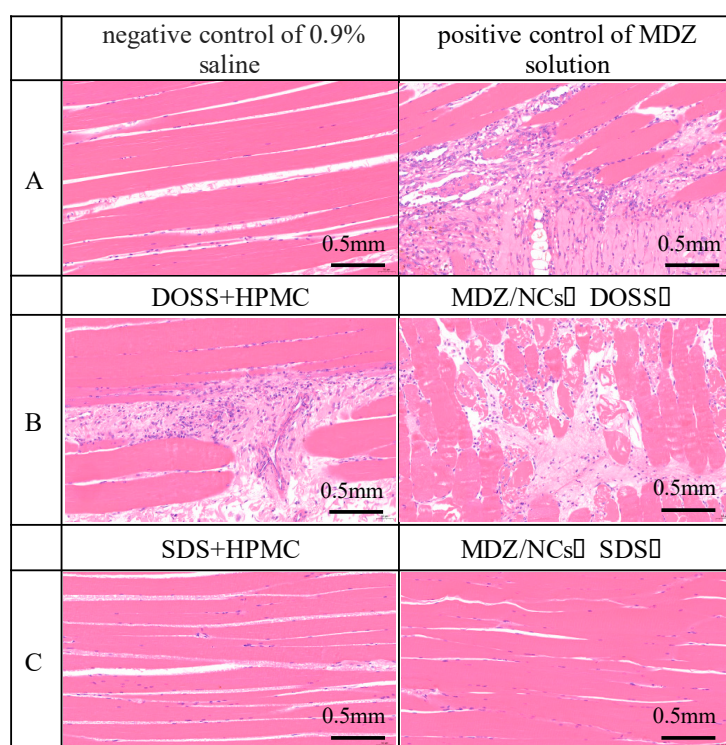 negative control of 0.9%
saline
positive control of MDZ
solution
A
0.5mm
0.5mm
DOSS+HPMC
MDZ/NCs▯ DOSS▯
B
0.5mm
0.5mm
SDS+HPMC
MDZ/NCs▯ SDS▯
C
0.5mm
0.5mm